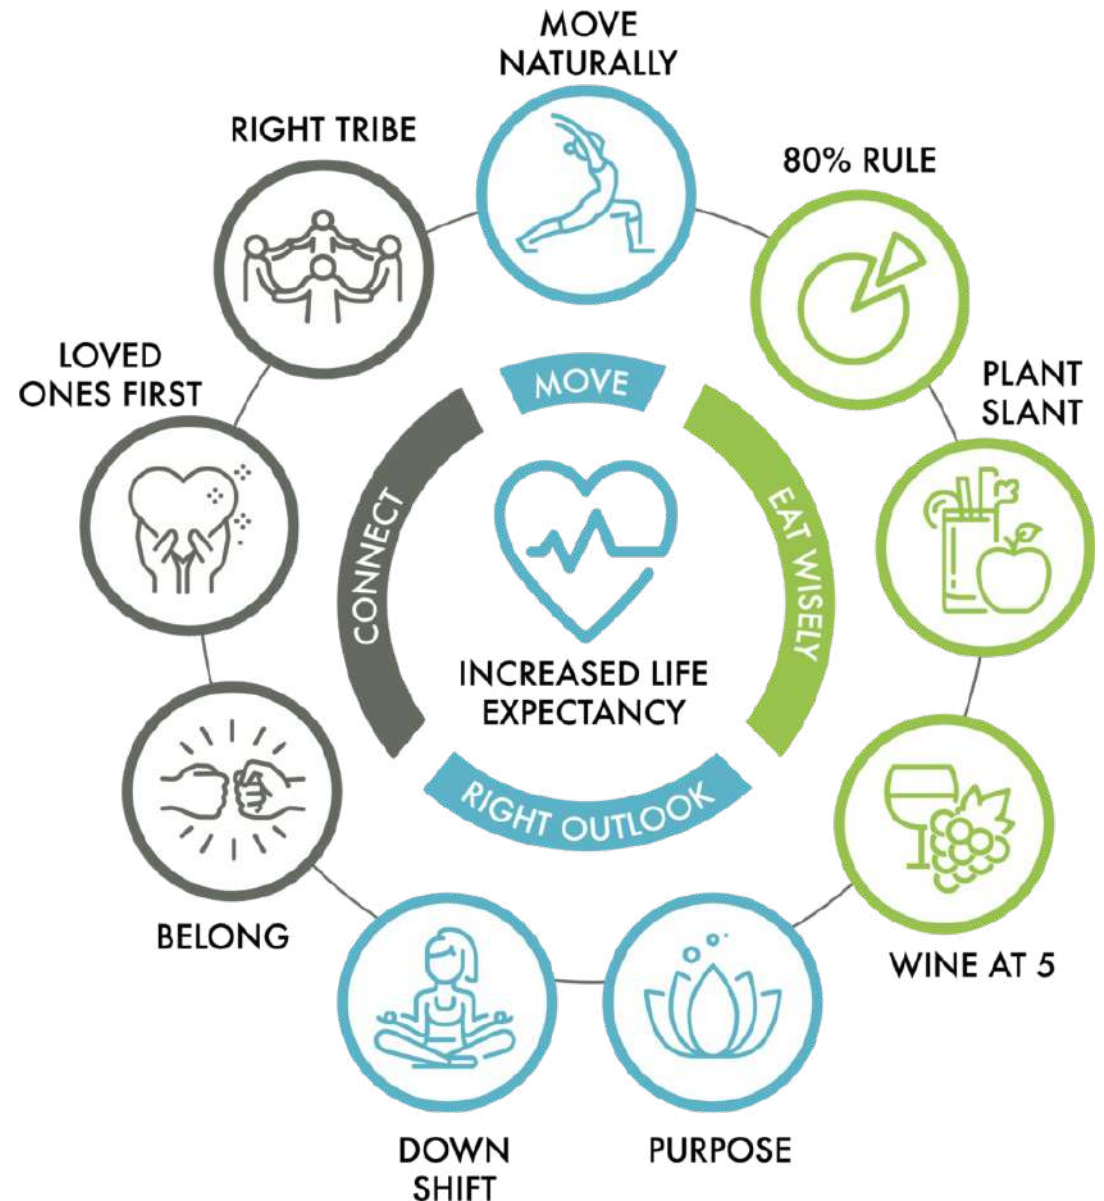 MOVE
NATURALLY
RIGHT TRIBE
80% RULE
LOVED
ONES FIRST
PLANT
SLANT
MOVE
CONNECT
EAT WISELY
INCREASED LIFE
EXPECTANCY
RIGHT OUTLOOK
BELONG
WINE AT 5
DOWN
SHIFT
PURPOSE